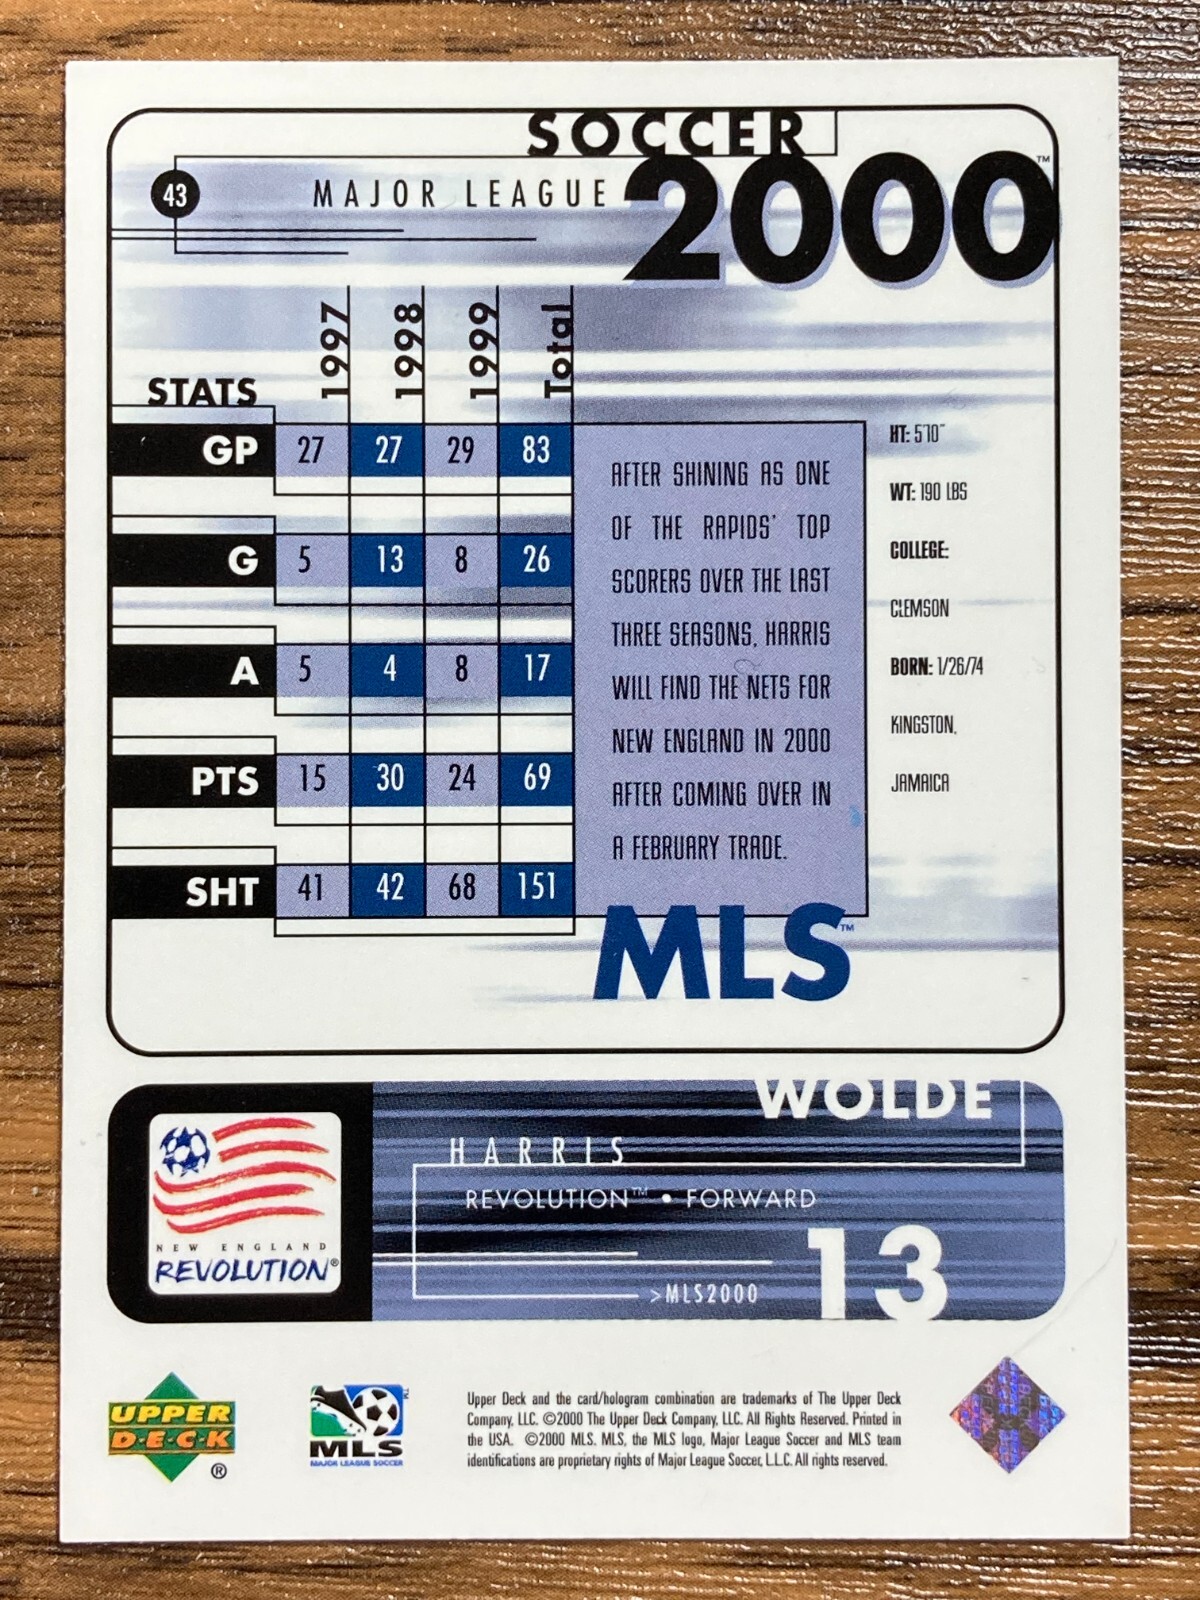 SOCCER
43
MAJOR LEAGUE 2000™
STATS 1997 1998 1999 Total
GP 27 27 29 83
G 5 13 8 26
A 5 4 8 17
PTS 15 30 24 69
SHT 41 42 68 151
AFTER SHINING AS ONE
OF THE RAPIDS' TOP
SCORERS OVER THE LAST
THREE SEASONS, HARRIS
WILL FIND THE NETS FOR
NEW ENGLAND IN 2000
AFTER COMING OVER IN
A FEBRUARY TRADE.
HT: 5'10"
WT: 190 LBS
COLLEGE:
CLEMSON
BORN: 1/26/74
KINGSTON,
JAMAICA
MLS™
WOLDE
HARRIS
REVOLUTION™ • FORWARD
13
>MLS2000
NEW ENGLAND
REVOLUTION®
UPPER
D·E·C·K
®
™
MLS
MAJOR LEAGUE SOCCER
Upper Deck and the card/hologram combination are trademarks of The Upper Deck
Company, LLC. ©2000 The Upper Deck Company, LLC. All Rights Reserved. Printed in
the USA. ©2000 MLS. MLS, the MLS logo, Major League Soccer and MLS team
identifications are proprietary rights of Major League Soccer, L.L.C. All rights reserved.